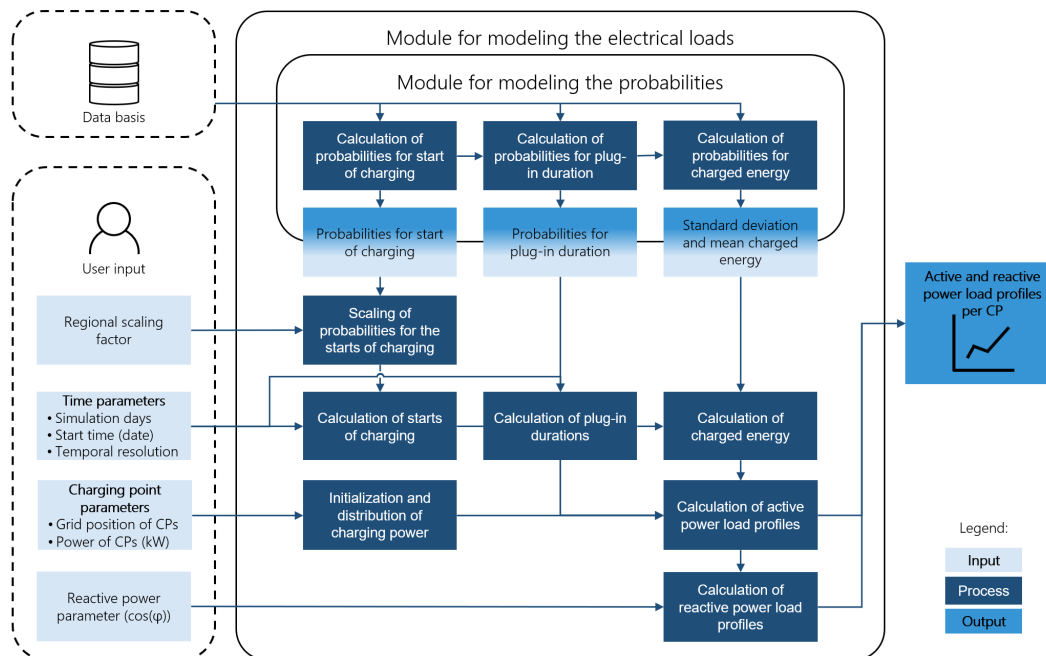 Module for modeling the electrical loads
Module for modeling the probabilities
Data basis
Calculation of
probabilities for start
of charging
Calculation of
probabilities for plug-
in duration
Calculation of
probabilities for
charged energy
Probabilities for start
of charging
Probabilities for
plug-in duration
Standard deviation
and mean charged
energy
User input
Regional scaling
factor
Scaling of
probabilities for the
starts of charging
Active and reactive
power load profiles
per CP
Time parameters
• Simulation days
• Start time (date)
• Temporal resolution
Calculation of starts
of charging
Calculation of plug-in
durations
Calculation of
charged energy
Charging point
parameters
• Grid position of CPs
• Power of CPs (kW)
Initialization and
distribution of
charging power
Calculation of active
power load profiles
Reactive power
parameter (cos(φ))
Calculation of
reactive power load
profiles
Legend:
Input
Process
Output